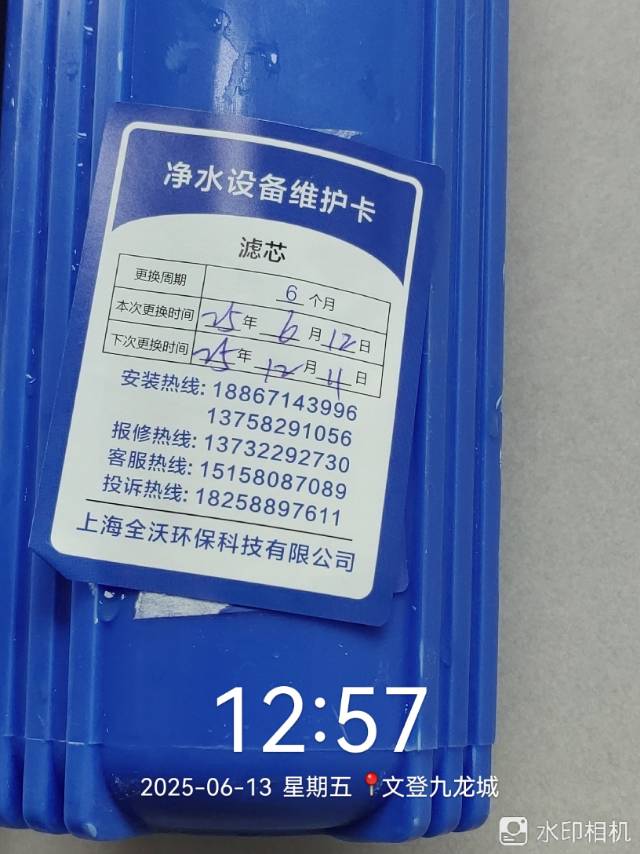 净水设备维护卡
滤芯
更换周期 6 个月
本次更换时间 25 年 6 月 12 日
下次更换时间 25 年 12 月 11 日
安装热线: 18867143996
13758291056
报修热线: 13732292730
客服热线: 15158087089
投诉热线: 18258897611
上海全沃环保科技有限公司
12:57
2025-06-13 星期五 文登九龙城
水印相机